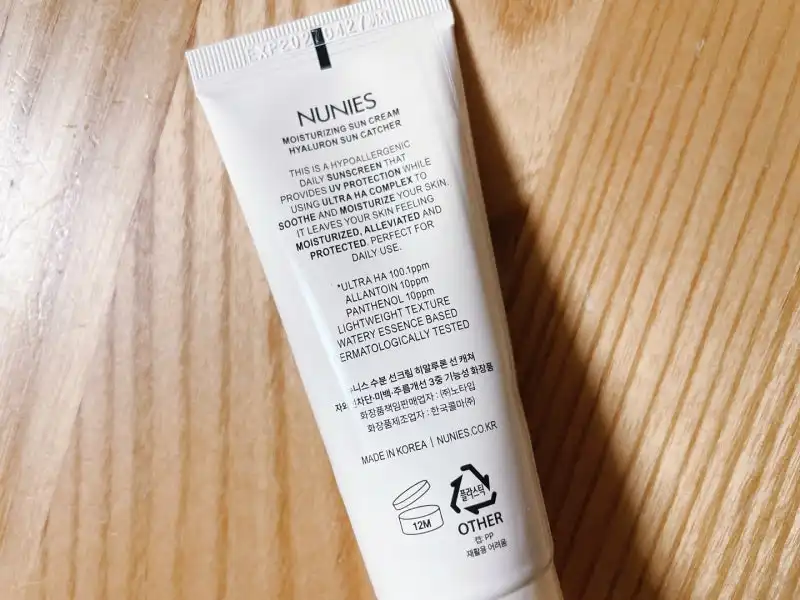 NUNIES
MOISTURIZING SUN CREAM
HYALURON SUN CATCHER
THIS IS A HYPOALLERGENIC
DAILY SUNSCREEN THAT
PROVIDES UV PROTECTION WHILE
USING ULTRA HA COMPLEX TO
SOOTHE AND MOISTURIZE YOUR SKIN.
IT LEAVES YOUR SKIN FEELING
MOISTURIZED, ALLEVIATED AND
PROTECTED. PERFECT FOR
DAILY USE.
*ULTRA HA 100.1ppm
ALLANTOIN 10ppm
PANTHENOL 10ppm
LIGHTWEIGHT TEXTURE
WATERY ESSENCE BASED
ERMATOLOGICALLY TESTED
수분 선크림 히알루론 선 캐쳐
3중 기능성 화장품
화장품책임판매업자 : ㈜노타입
화장품제조업자 : 한국콜마㈜
MADE IN KOREA | NUNIES.CO.KR
12M
플라스틱
OTHER
캡: PP
재활용 어려움